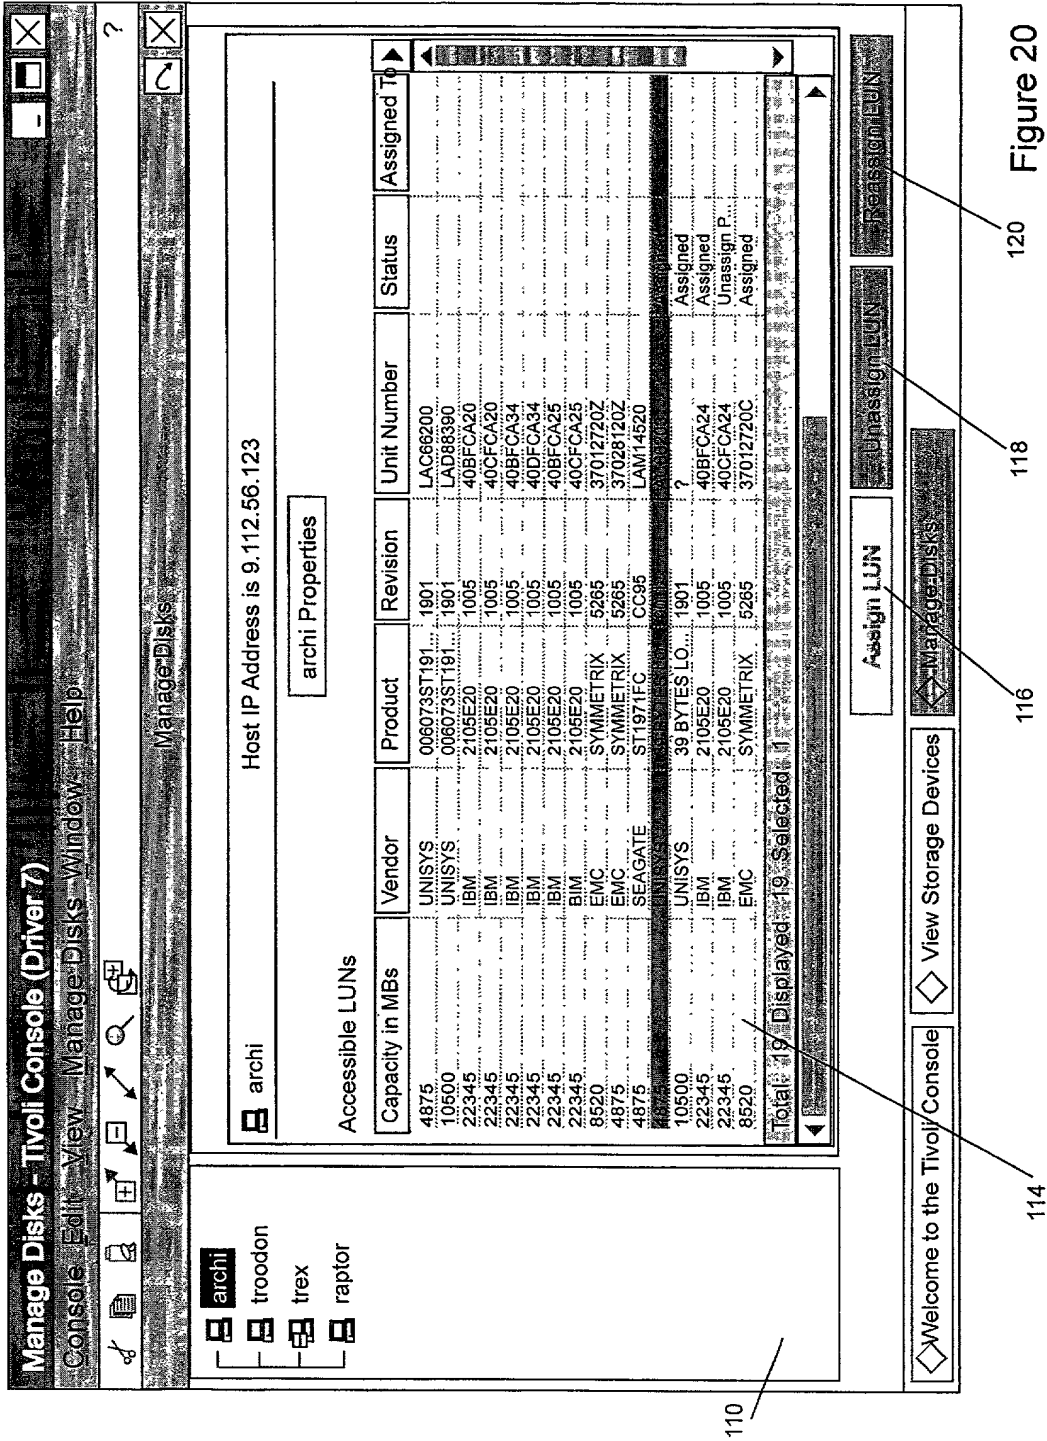 Manage Disks – Tivoli Console (Driver 7)
Console Edit View Manage Disks Window Help
?
Manage Disks
archi
troodon
trex
raptor
archi
Host IP Address is 9.112.56.123
archi Properties
Accessible LUNs
Capacity in MBs Vendor Product Revision Unit Number Status Assigned To
4875 UNISYS 006073ST191... 1901 LAC66200
10500 UNISYS 006073ST191... 1901 LAD88390
22345 IBM 2105E20 1005 40BFCA20
22345 IBM 2105E20 1005 40CFCA20
22345 IBM 2105E20 1005 40BFCA34
22345 IBM 2105E20 1005 40DFCA34
22345 IBM 2105E20 1005 40BFCA25
22345 BIM 2105E20 1005 40CFCA25
8520 EMC SYMMETRIX 5265 37012720Z
4875 EMC SYMMETRIX 5265 37028120Z
4875 SEAGATE ST1971FC CC95 LAM14520
UNISYS
10500 UNISYS 39 BYTES LO... 1901 ? Assigned
22345 IBM 2105E20 1005 40BFCA24 Assigned
22345 IBM 2105E20 1005 40CFCA24 Unassign P...
8520 EMC SYMMETRIX 5265 37012720C Assigned
Total: 19 Displayed: 19 Selected: 1
Assign LUN Unassign LUN Reassign LUN
Welcome to the Tivoli Console View Storage Devices Manage Disks
110
114
116
118
120
Figure 20